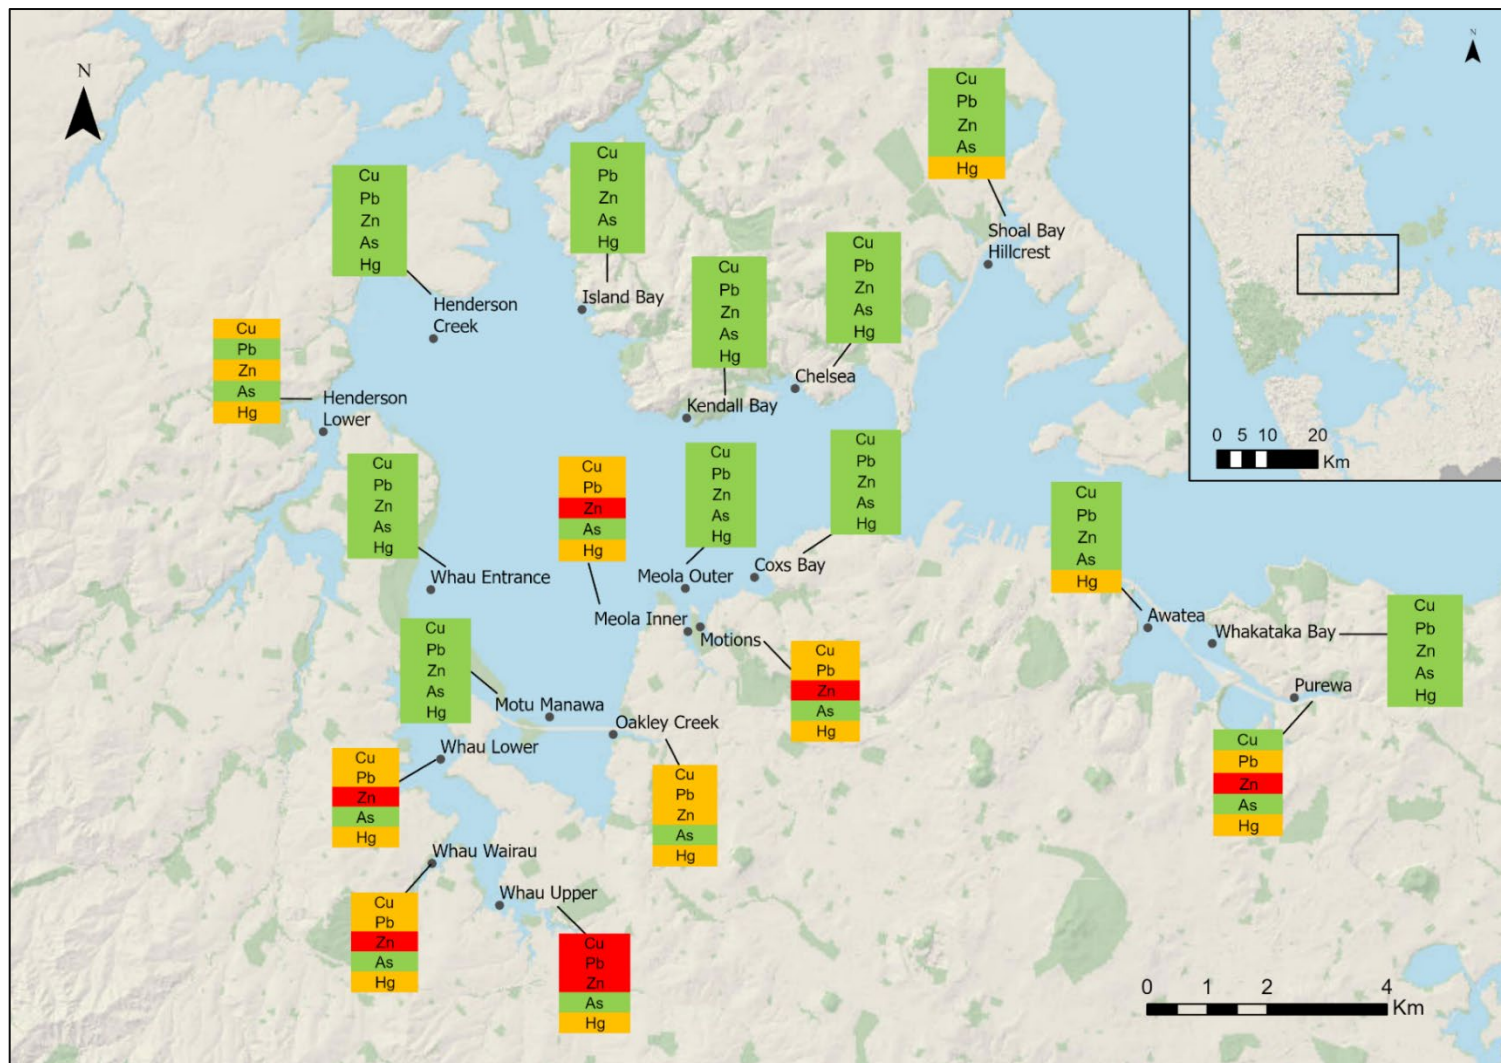 N
N
Cu
Pb
Zn
As
Hg
Shoal Bay
Hillcrest
Cu
Pb
Zn
As
Hg
Island Bay
Cu
Pb
Zn
As
Hg
Henderson
Creek
Cu
Pb
Zn
As
Hg
Chelsea
Cu
Pb
Zn
As
Hg
Kendall Bay
Cu
Pb
Zn
As
Hg
Henderson
Lower
0 5 10 20
Km
Cu
Pb
Zn
As
Hg
Whau Entrance
Cu
Pb
Zn
As
Hg
Meola Inner
Cu
Pb
Zn
As
Hg
Meola Outer
Cu
Pb
Zn
As
Hg
Coxs Bay
Cu
Pb
Zn
As
Hg
Awatea
Cu
Pb
Zn
As
Hg
Whakataka Bay
Cu
Pb
Zn
As
Hg
Motu Manawa
Motions
Cu
Pb
Zn
As
Hg
Purewa
Cu
Pb
Zn
As
Hg
Oakley Creek
Cu
Pb
Zn
As
Hg
Whau Lower
Cu
Pb
Zn
As
Hg
Whau Wairau
Cu
Pb
Zn
As
Hg
Whau Upper
Cu
Pb
Zn
As
Hg
0 1 2 4
Km